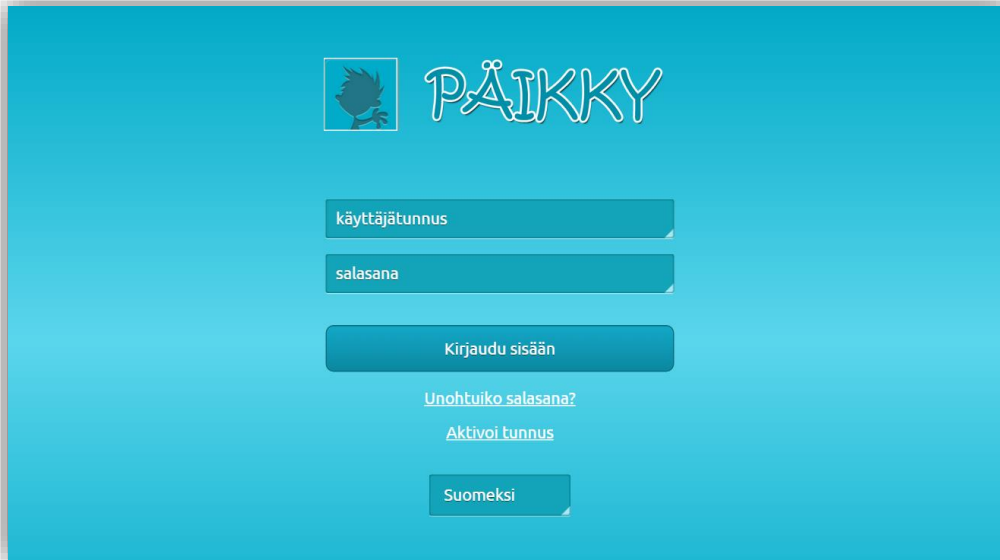 PÄIKKY
käyttäjätunnus
salasana
Kirjaudu sisään
Unohtuiko salasana?
Aktivoi tunnus
Suomeksi